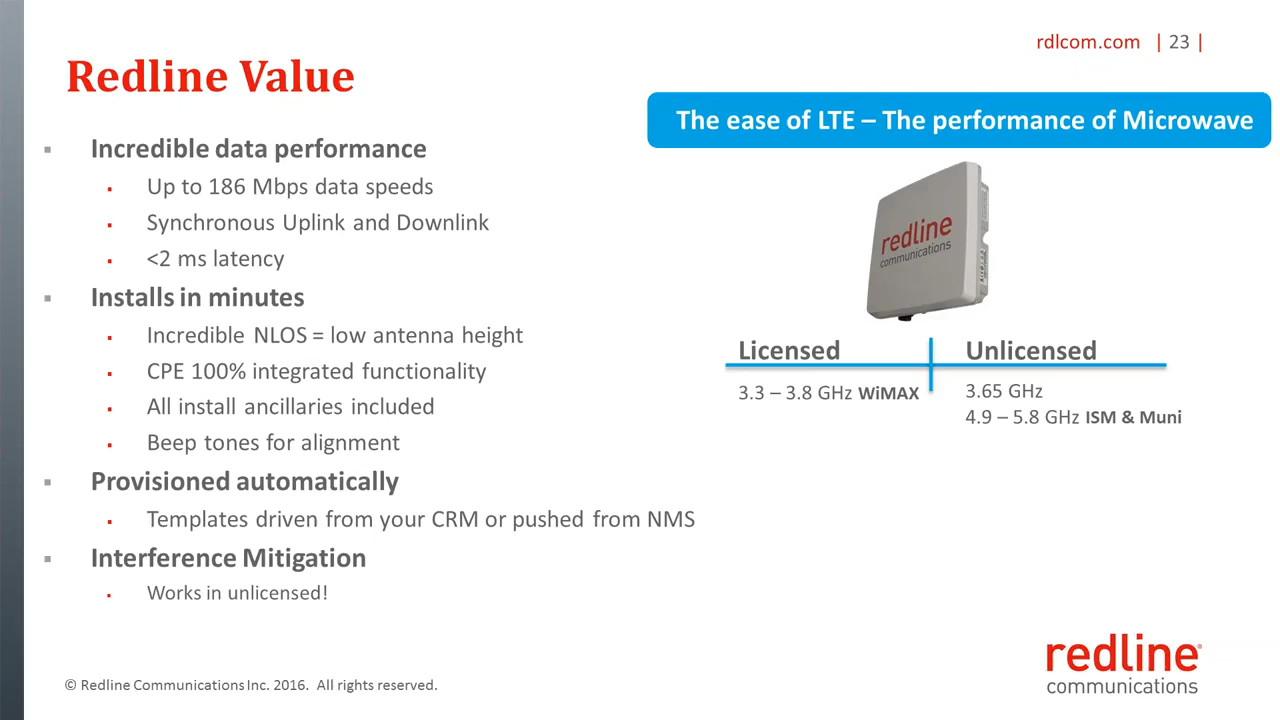 rdlcom.com | 23 |
Redline Value
The ease of LTE – The performance of Microwave
▪ Incredible data performance
▪ Up to 186 Mbps data speeds
▪ Synchronous Uplink and Downlink
▪ <2 ms latency
▪ Installs in minutes
▪ Incredible NLOS = low antenna height
▪ CPE 100% integrated functionality
▪ All install ancillaries included
▪ Beep tones for alignment
▪ Provisioned automatically
▪ Templates driven from your CRM or pushed from NMS
▪ Interference Mitigation
▪ Works in unlicensed!
redline
communications
Licensed
3.3 – 3.8 GHz WiMAX
Unlicensed
3.65 GHz
4.9 – 5.8 GHz ISM & Muni
© Redline Communications Inc. 2016. All rights reserved.
redline®
communications